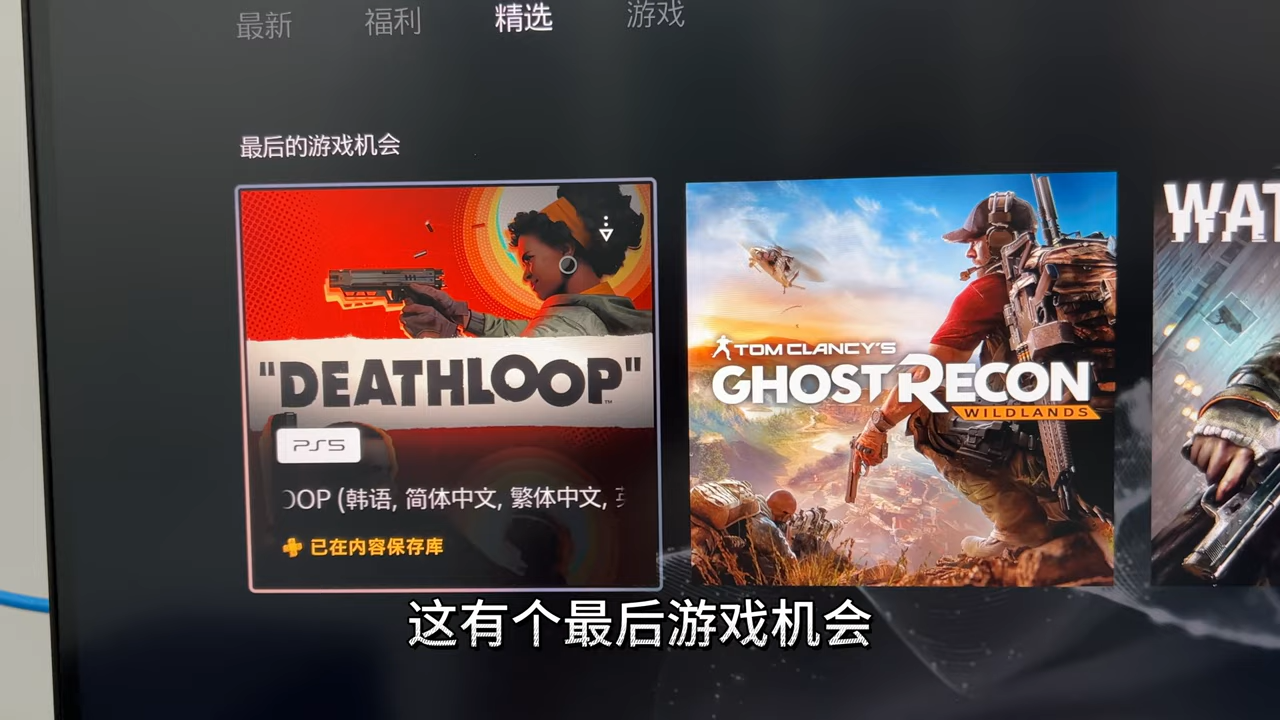 最新 福利 精选 游戏
最后的游戏机会
"DEATHLOOP"
PS5
OOP (韩语, 简体中文, 繁体中文,
已在内容保存库
TOM CLANCY'S
GHOST RECON
WILDLANDS
WAT
这有个最后游戏机会